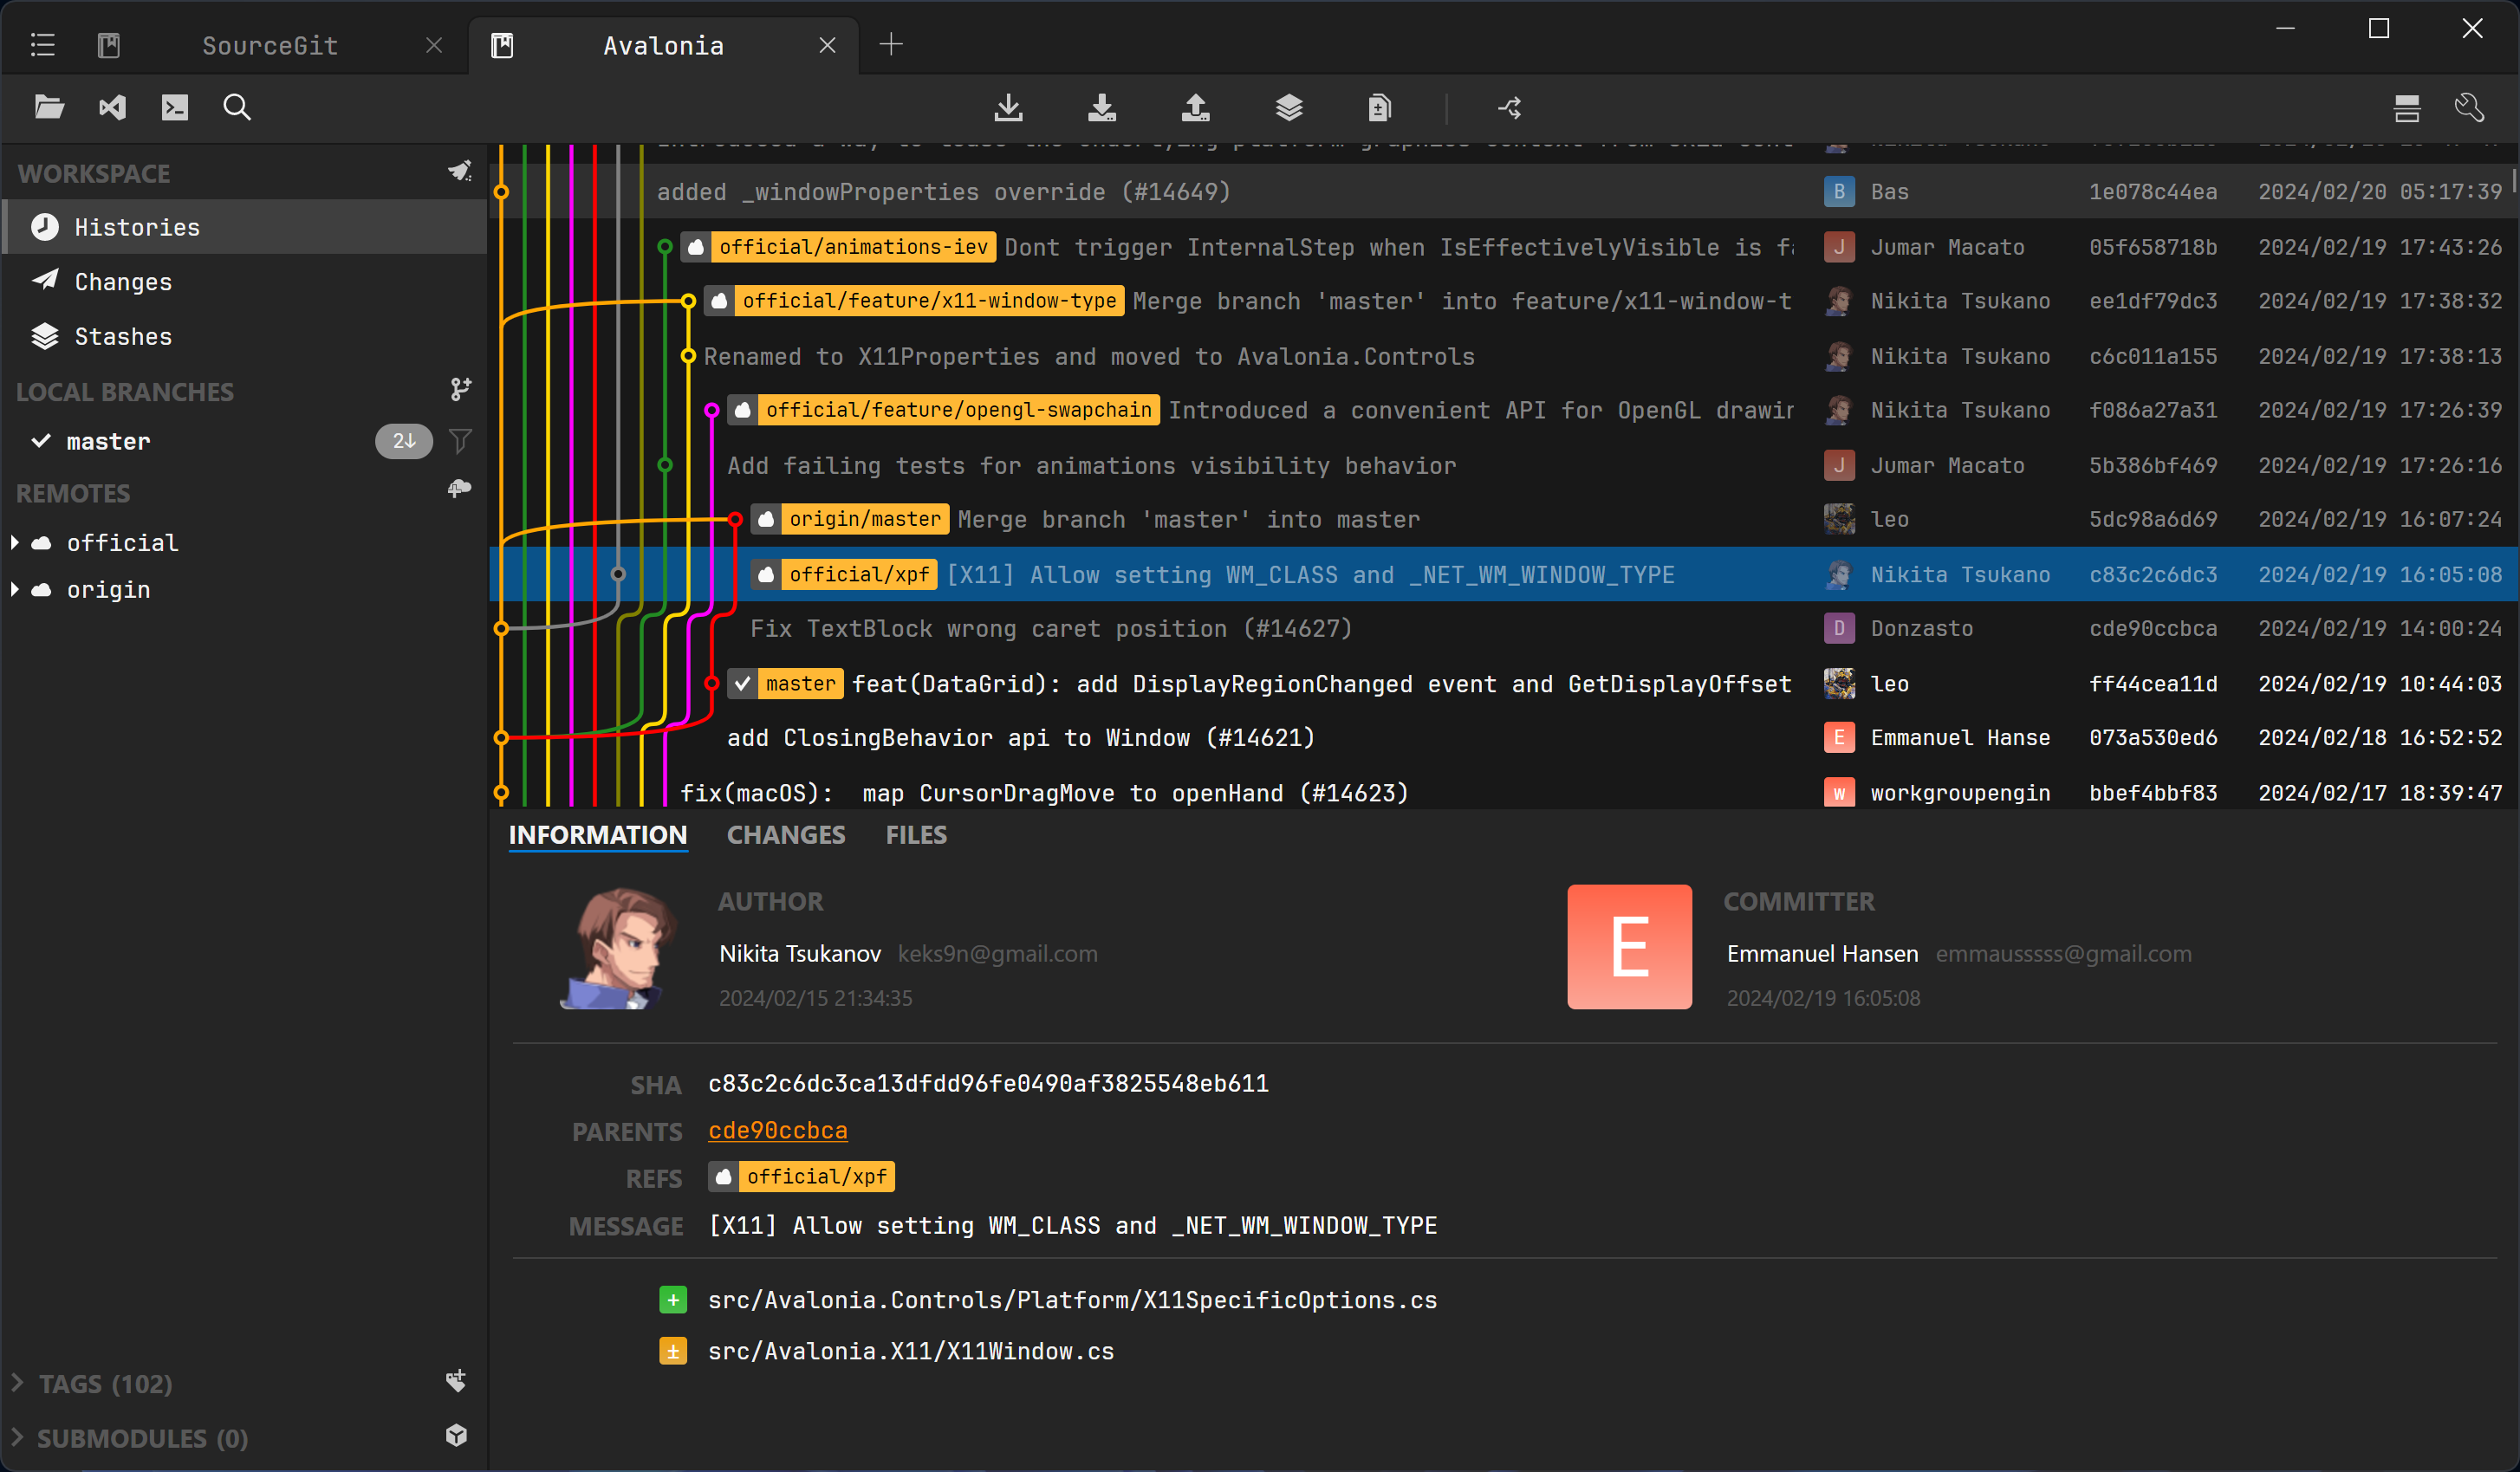 SourceGit
Avalonia
WORKSPACE
Histories
Changes
Stashes
LOCAL BRANCHES
master 2↓
REMOTES
official
origin
TAGS (102)
SUBMODULES (0)
added _windowProperties override (#14649) B Bas 1e078c44ea 2024/02/20 05:17:39
official/animations-iev Dont trigger InternalStep when IsEffectivelyVisible is J Jumar Macato 05f658718b 2024/02/19 17:43:26
official/feature/x11-window-type Merge branch 'master' into feature/x11-window-t Nikita Tsukano ee1df79dc3 2024/02/19 17:38:32
Renamed to X11Properties and moved to Avalonia.Controls Nikita Tsukano c6c011a155 2024/02/19 17:38:13
official/feature/opengl-swapchain Introduced a convenient API for OpenGL drawin Nikita Tsukano f086a27a31 2024/02/19 17:26:39
Add failing tests for animations visibility behavior J Jumar Macato 5b386bf469 2024/02/19 17:26:16
origin/master Merge branch 'master' into master leo 5dc98a6d69 2024/02/19 16:07:24
official/xpf [X11] Allow setting WM_CLASS and _NET_WM_WINDOW_TYPE Nikita Tsukano c83c2c6dc3 2024/02/19 16:05:08
Fix TextBlock wrong caret position (#14627) D Donzasto cde90ccbca 2024/02/19 14:00:24
master feat(DataGrid): add DisplayRegionChanged event and GetDisplayOffset leo ff44cea11d 2024/02/19 10:44:03
add ClosingBehavior api to Window (#14621) E Emmanuel Hanse 073a530ed6 2024/02/18 16:52:52
fix(macOS):  map CursorDragMove to openHand (#14623) W workgroupengin bbef4bbf83 2024/02/17 18:39:47
INFORMATION CHANGES FILES
AUTHOR
Nikita Tsukanov keks9n@gmail.com
2024/02/15 21:34:35
E
COMMITTER
Emmanuel Hansen emmausssss@gmail.com
2024/02/19 16:05:08
SHA c83c2c6dc3ca13dfdd96fe0490af3825548eb611
PARENTS cde90ccbca
REFS official/xpf
MESSAGE [X11] Allow setting WM_CLASS and _NET_WM_WINDOW_TYPE
+ src/Avalonia.Controls/Platform/X11SpecificOptions.cs
± src/Avalonia.X11/X11Window.cs